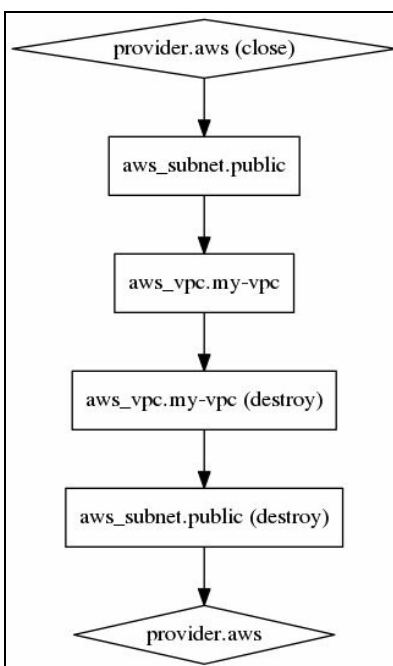 provider.aws (close)
aws_subnet.public
aws_vpc.my-vpc
aws_vpc.my-vpc (destroy)
aws_subnet.public (destroy)
provider.aws